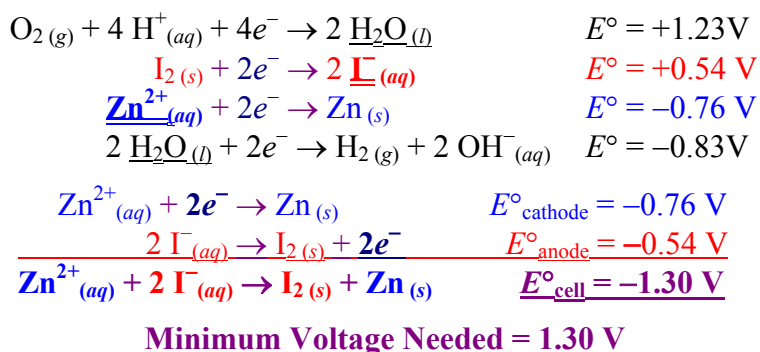 O₂ (g) + 4 H⁺(aq) + 4e⁻ → 2 H₂O (l) E° = +1.23V
I₂ (s) + 2e⁻ → 2 I⁻(aq) E° = +0.54 V
Zn²⁺(aq) + 2e⁻ → Zn (s) E° = –0.76 V
2 H₂O (l) + 2e⁻ → H₂ (g) + 2 OH⁻(aq) E° = –0.83V
Zn²⁺(aq) + 2e⁻ → Zn (s) E°cathode = –0.76 V
2 I⁻(aq) → I₂ (s) + 2e⁻ E°anode = –0.54 V
Zn²⁺(aq) + 2 I⁻(aq) → I₂ (s) + Zn (s) E°cell = –1.30 V
Minimum Voltage Needed = 1.30 V